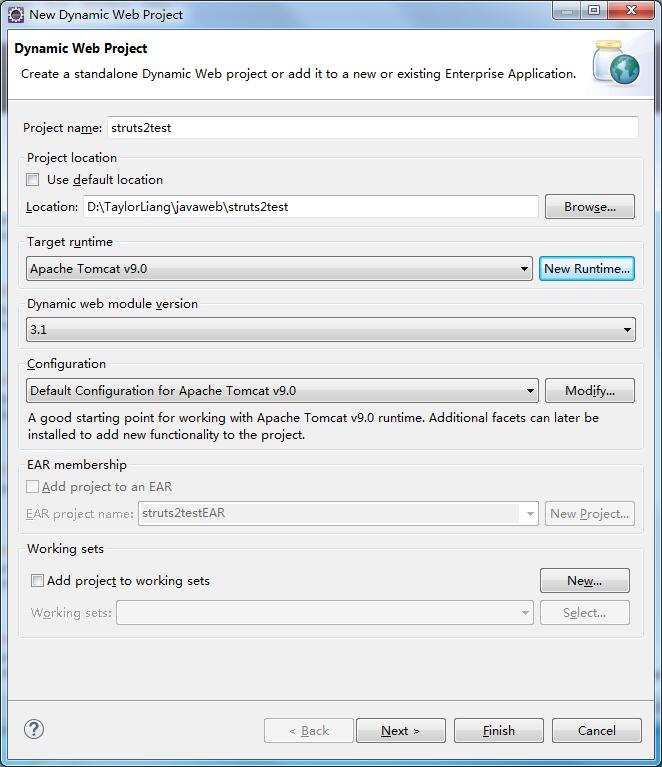 New Dynamic Web Project
Dynamic Web Project
Create a standalone Dynamic Web project or add it to a new or existing Enterprise Application.
Project name: struts2test
Project location
Use default location
Location: D:\TaylorLiang\javaweb\struts2test Browse...
Target runtime
Apache Tomcat v9.0 New Runtime...
Dynamic web module version
3.1
Configuration
Default Configuration for Apache Tomcat v9.0 Modify...
A good starting point for working with Apache Tomcat v9.0 runtime. Additional facets can later be
installed to add new functionality to the project.
EAR membership
Add project to an EAR
EAR project name: struts2testEAR New Project...
Working sets
Add project to working sets New...
Working sets: Select...
? < Back Next > Finish Cancel